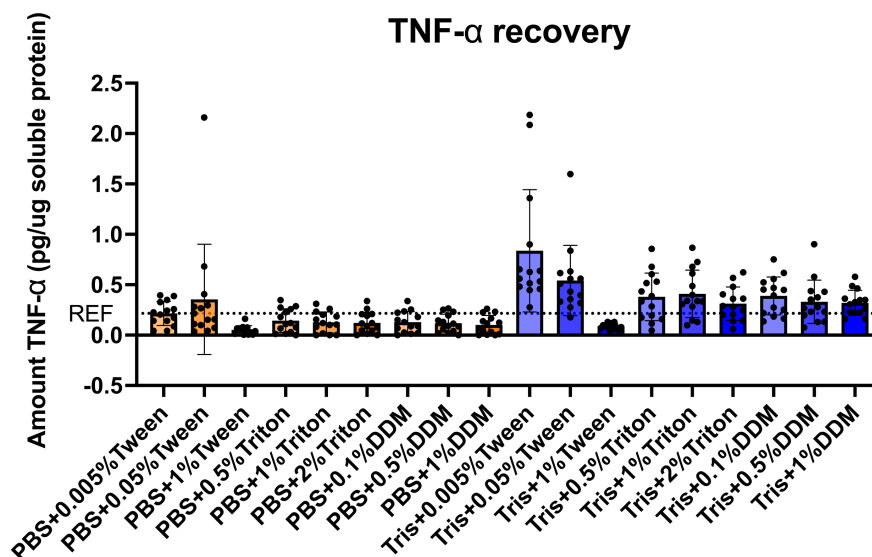 TNF-α recovery
Amount TNF-α (pg/ug soluble protein)
2.5
2.0
1.5
1.0
0.5
0.0
-0.5
REF
PBS+0.005%Tween
PBS+0.05%Tween
PBS+1%Tween
PBS+0.5%Triton
PBS+1%Triton
PBS+2%Triton
PBS+0.1%DDM
PBS+0.5%DDM
PBS+1%DDM
Tris+0.005%Tween
Tris+0.05%Tween
Tris+1%Tween
Tris+0.5%Triton
Tris+1%Triton
Tris+2%Triton
Tris+0.1%DDM
Tris+0.5%DDM
Tris+1%DDM